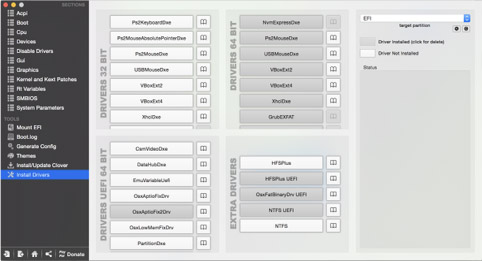 SECTIONS
Acpi
Boot
Cpu
Devices
Disable Drivers
Gui
Graphics
Kernel and Kext Patches
Rt Variables
SMBIOS
System Parameters
TOOLS
Mount EFI
Boot.log
Generate Config
Themes
Install/Update Clover
Install Drivers
Donate
DRIVERS 32 BIT
Ps2KeyboardDxe
Ps2MouseAbsolutePointerDxe
Ps2MouseDxe
USBMouseDxe
VBoxExt2
VBoxExt4
XhciDxe
DRIVERS 64 BIT
NvmExpressDxe
Ps2MouseDxe
USBMouseDxe
VBoxExt2
VBoxExt4
XhciDxe
GrubEXFAT
DRIVERS UEFI 64 BIT
CsmVideoDxe
DataHubDxe
EmuVariableUefi
OsxAptioFixDrv
OsxAptioFix2Drv
OsxLowMemFixDrv
PartitionDxe
EXTRA DRIVERS
HFSPlus
HFSPlus UEFI
OsxFatBinaryDrv UEFI
NTFS UEFI
NTFS
EFI
target partition
Driver Installed (click for delete)
Driver Not Installed
Status